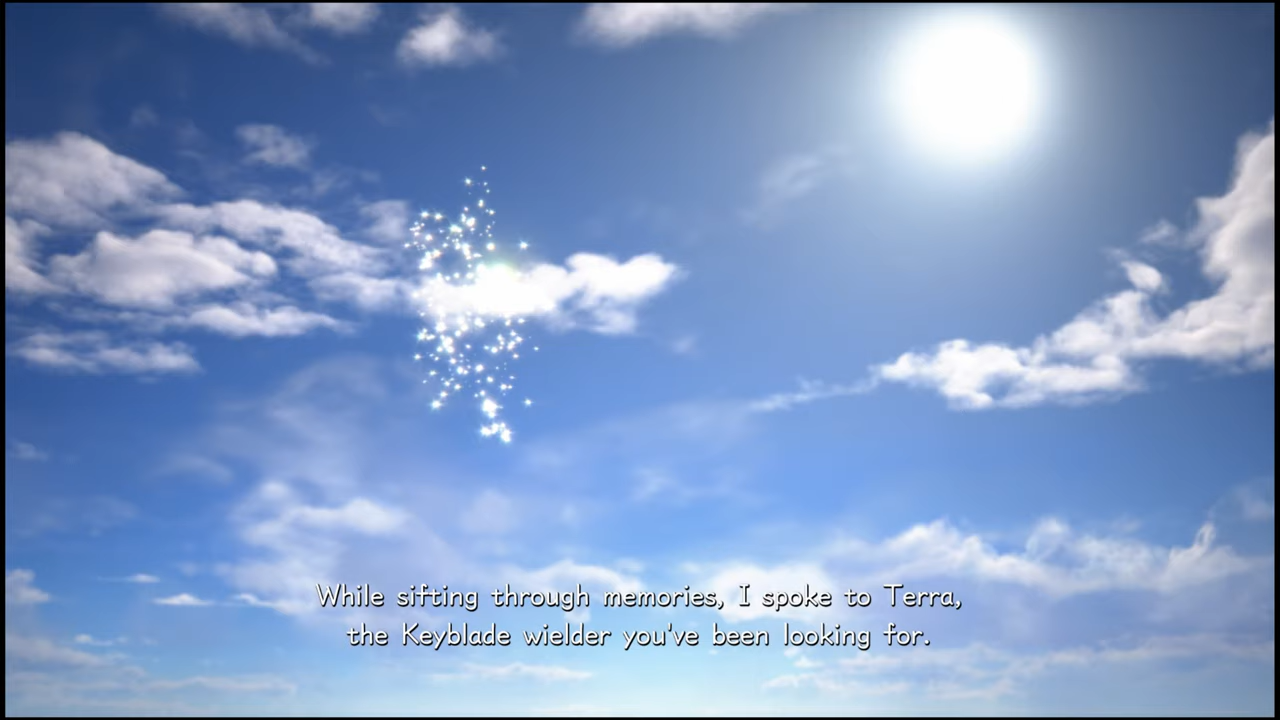 While sifting through memories, I spoke to Terra,
the Keyblade wielder you've been looking for.